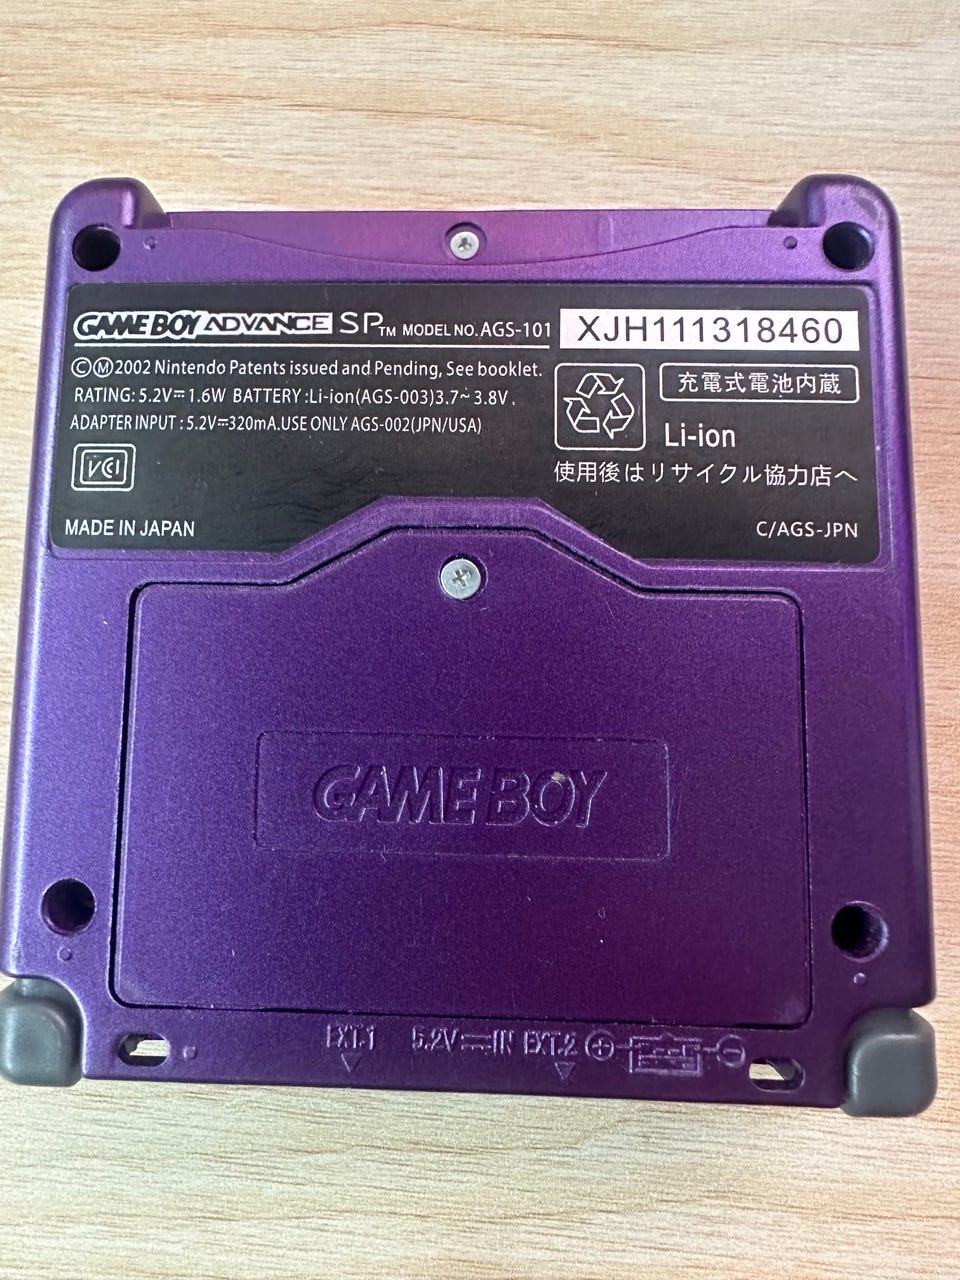 GAME BOY ADVANCE SP TM MODEL NO. AGS-101 XJH111318460
ⒸⓂ2002 Nintendo Patents issued and Pending, See booklet.
RATING: 5.2V⎓1.6W BATTERY :Li-ion(AGS-003)3.7~3.8V.
ADAPTER INPUT : 5.2V⎓320mA.USE ONLY AGS-002(JPN/USA)
VCCI
MADE IN JAPAN
充電式電池内蔵
Li-ion
使用後はリサイクル協力店へ
C/AGS-JPN
GAME BOY
EXT.1 5.2V⎓IN EXT.2